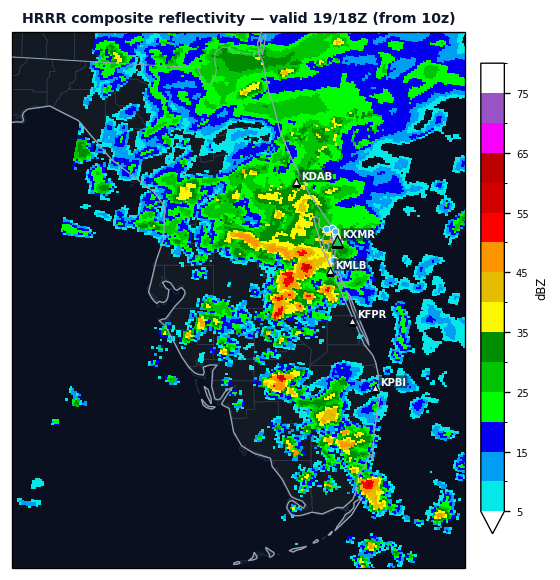 HRRR composite reflectivity — valid 19/18Z (from 10z)
KDAB
KXMR
KMLB
KFPR
KPBI
75
65
55
45
35
25
15
5
dBZ